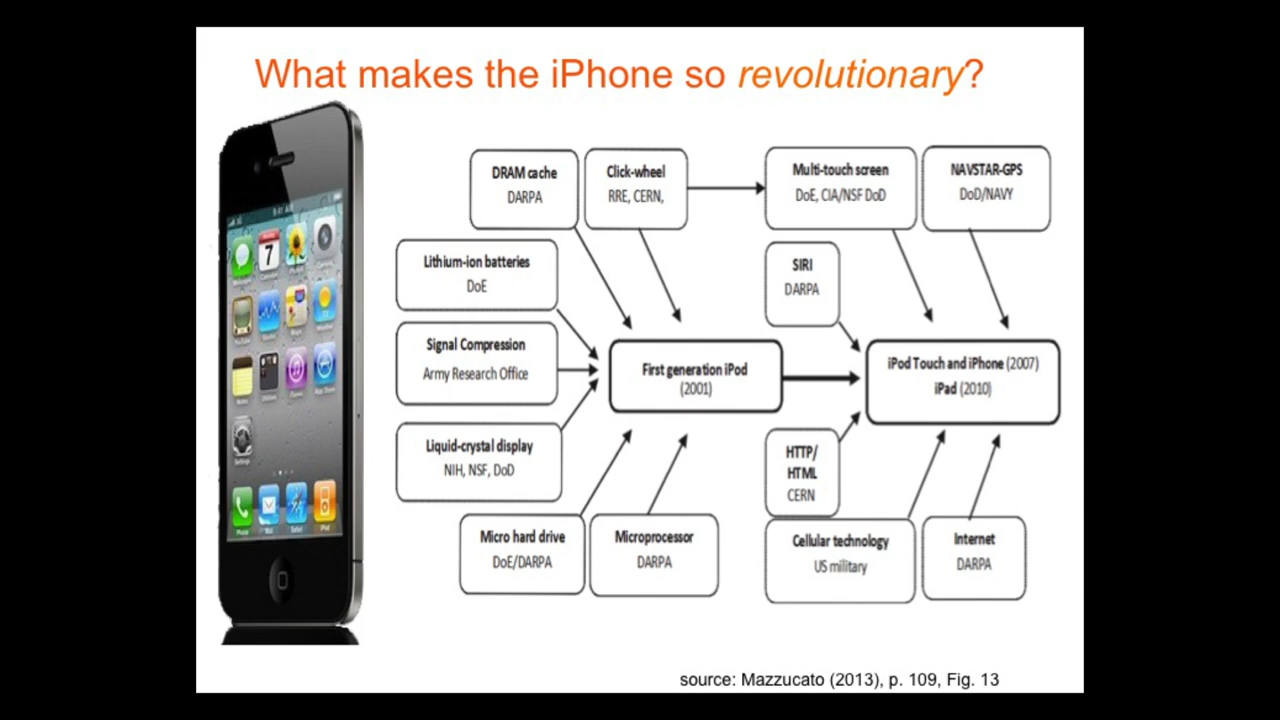 What makes the iPhone so revolutionary?
DRAM cache
DARPA
Click-wheel
RRE, CERN,
Multi-touch screen
DoE, CIA/NSF DoD
NAVSTAR-GPS
DoD/NAVY
Lithium-ion batteries
DoE
SIRI
DARPA
Signal Compression
Army Research Office
First generation iPod
(2001)
iPod Touch and iPhone (2007)
iPad (2010)
Liquid-crystal display
NIH, NSF, DoD
HTTP/
HTML
CERN
Micro hard drive
DoE/DARPA
Microprocessor
DARPA
Cellular technology
US military
Internet
DARPA
source: Mazzucato (2013), p. 109, Fig. 13